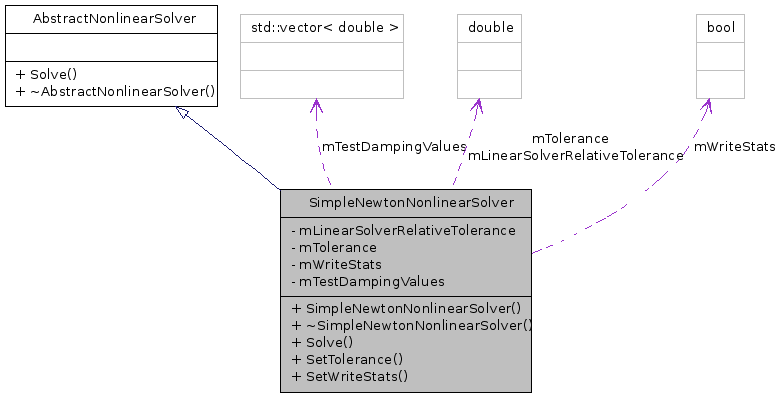 AbstractNonlinearSolver
+ Solve()
+ ~AbstractNonlinearSolver()
std::vector< double >
double
bool
mTestDampingValues
mTolerance
mLinearSolverRelativeTolerance
mWriteStats
SimpleNewtonNonlinearSolver
- mLinearSolverRelativeTolerance
- mTolerance
- mWriteStats
- mTestDampingValues
+ SimpleNewtonNonlinearSolver()
+ ~SimpleNewtonNonlinearSolver()
+ Solve()
+ SetTolerance()
+ SetWriteStats()